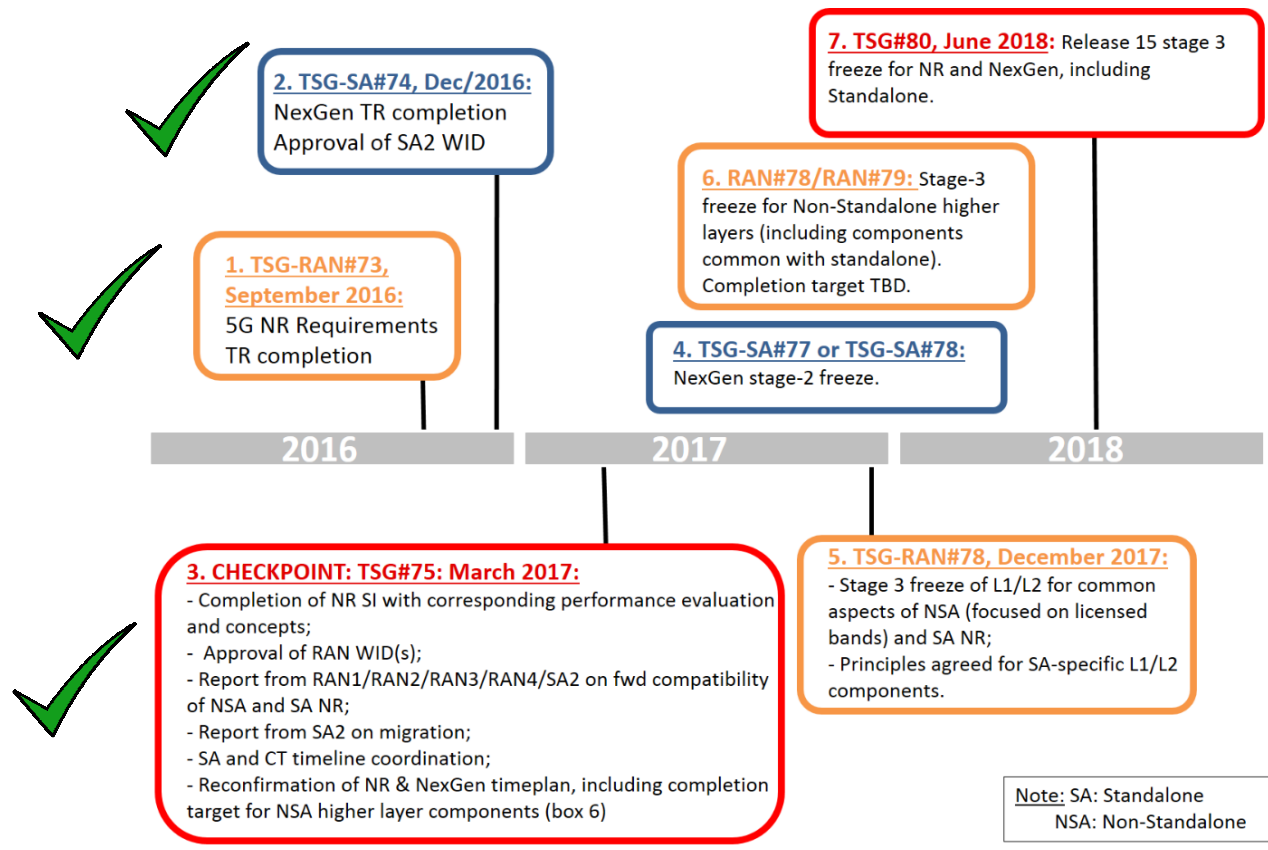 7. TSG#80, June 2018: Release 15 stage 3
freeze for NR and NexGen, including
Standalone.
2. TSG-SA#74, Dec/2016:
NexGen TR completion
Approval of SA2 WID
6. RAN#78/RAN#79: Stage-3
freeze for Non-Standalone higher
layers (including components
common with standalone).
Completion target TBD.
1. TSG-RAN#73,
September 2016:
5G NR Requirements
TR completion
4. TSG-SA#77 or TSG-SA#78:
NexGen stage-2 freeze.
2016
2017
2018
3. CHECKPOINT: TSG#75: March 2017:
- Completion of NR SI with corresponding performance evaluation
and concepts;
- Approval of RAN WID(s);
- Report from RAN1/RAN2/RAN3/RAN4/SA2 on fwd compatibility
of NSA and SA NR;
- Report from SA2 on migration;
- SA and CT timeline coordination;
- Reconfirmation of NR & NexGen timeplan, including completion
target for NSA higher layer components (box 6)
5. TSG-RAN#78, December 2017:
- Stage 3 freeze of L1/L2 for common
aspects of NSA (focused on licensed
bands) and SA NR;
- Principles agreed for SA-specific L1/L2
components.
Note: SA: Standalone
NSA: Non-Standalone